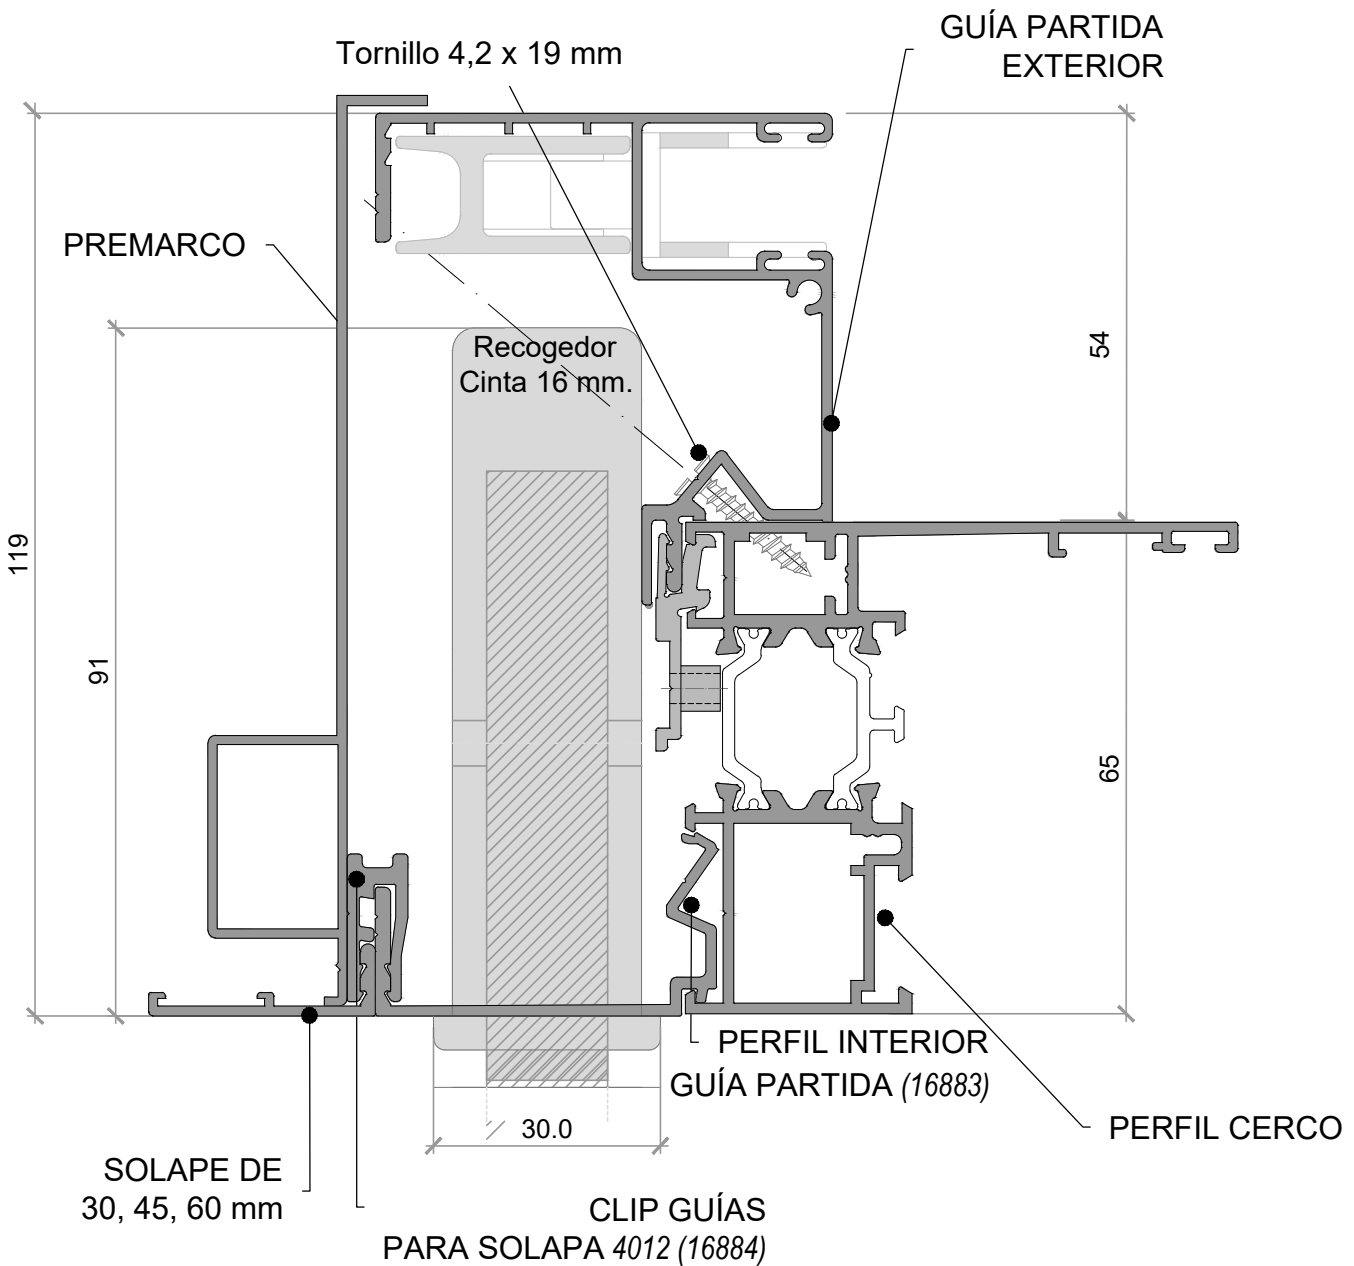 GUÍA PARTIDA
EXTERIOR
Tornillo 4,2 x 19 mm
PREMARCO
Recogedor
Cinta 16 mm.
54
119
91
65
PERFIL INTERIOR
GUÍA PARTIDA (16883)
30.0
PERFIL CERCO
SOLAPE DE
30, 45, 60 mm
CLIP GUÍAS
PARA SOLAPA 4012 (16884)